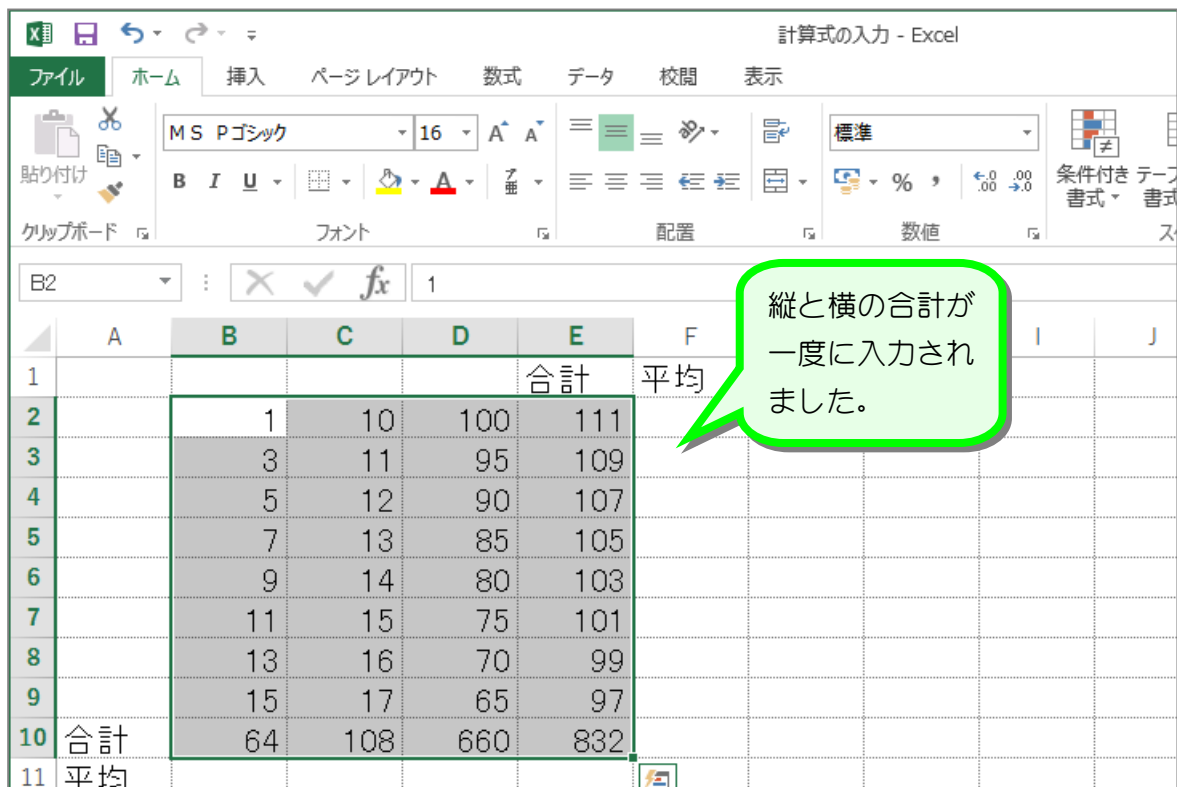 計算式の入力 - Excel
ファイル ホーム 挿入 ページ レイアウト 数式 データ 校閲 表示
ＭＳ Ｐゴシック 16 A A 標準
貼り付け B I U A 亜 % , .00 .00 条件付き
書式
クリップボード フォント 配置 数値
B2 fx 1
縦と横の合計が
一度に入力され
ました。
A B C D E F I J
1 合計 平均
2 1 10 100 111
3 3 11 95 109
4 5 12 90 107
5 7 13 85 105
6 9 14 80 103
7 11 15 75 101
8 13 16 70 99
9 15 17 65 97
10 合計 64 108 660 832
11 平均